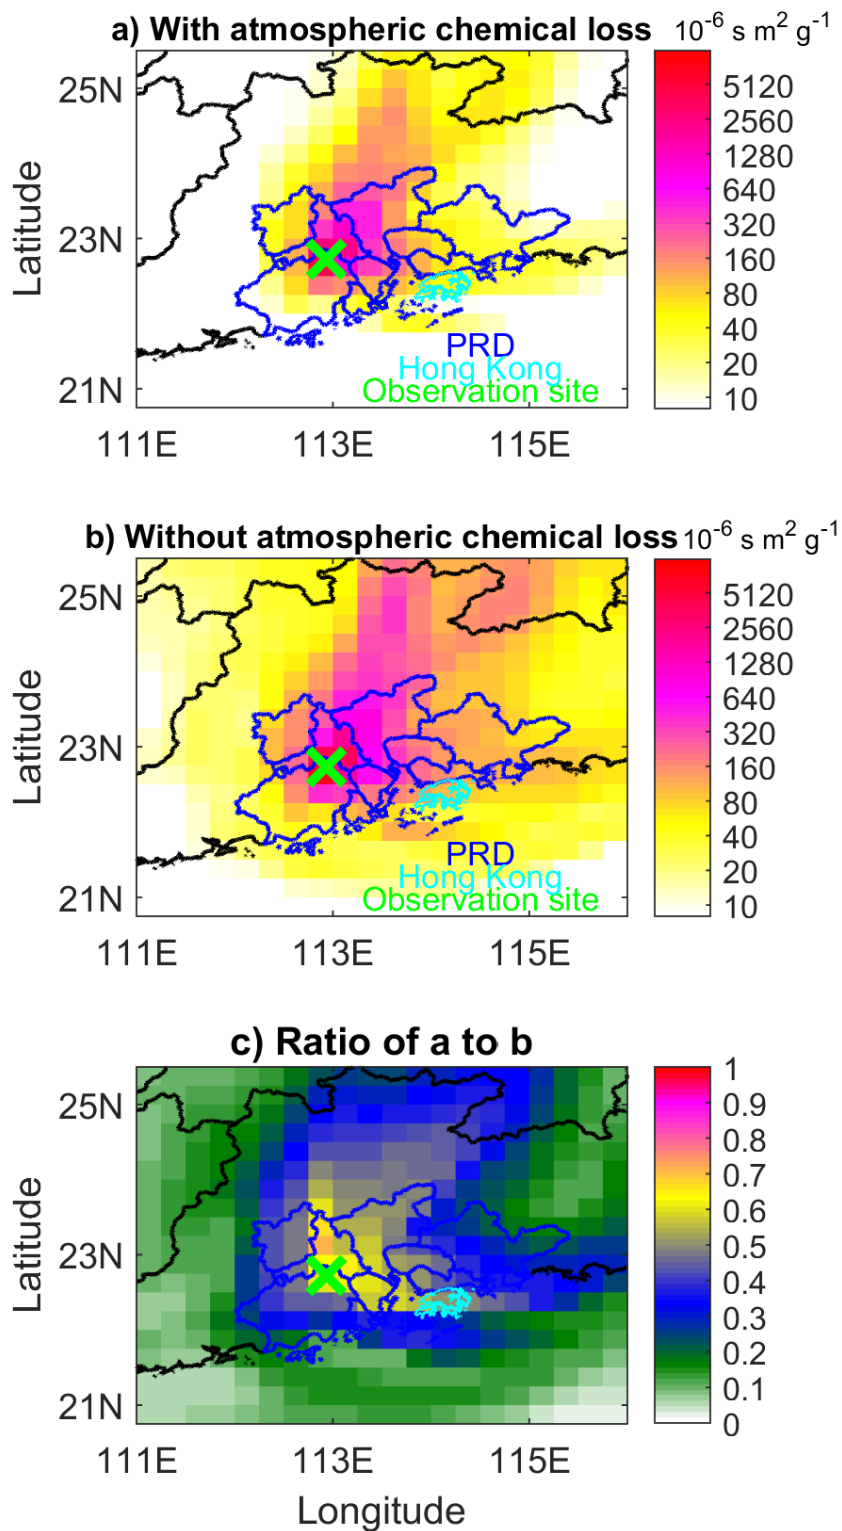 a) With atmospheric chemical loss 10⁻⁶ s m² g⁻¹
25N
23N
21N
Latitude
111E 113E 115E
PRD
Hong Kong
Observation site
5120
2560
1280
640
320
160
80
40
20
10
b) Without atmospheric chemical loss 10⁻⁶ s m² g⁻¹
25N
23N
21N
Latitude
111E 113E 115E
PRD
Hong Kong
Observation site
5120
2560
1280
640
320
160
80
40
20
10
c) Ratio of a to b
25N
23N
21N
Latitude
111E 113E 115E
Longitude
1
0.9
0.8
0.7
0.6
0.5
0.4
0.3
0.2
0.1
0